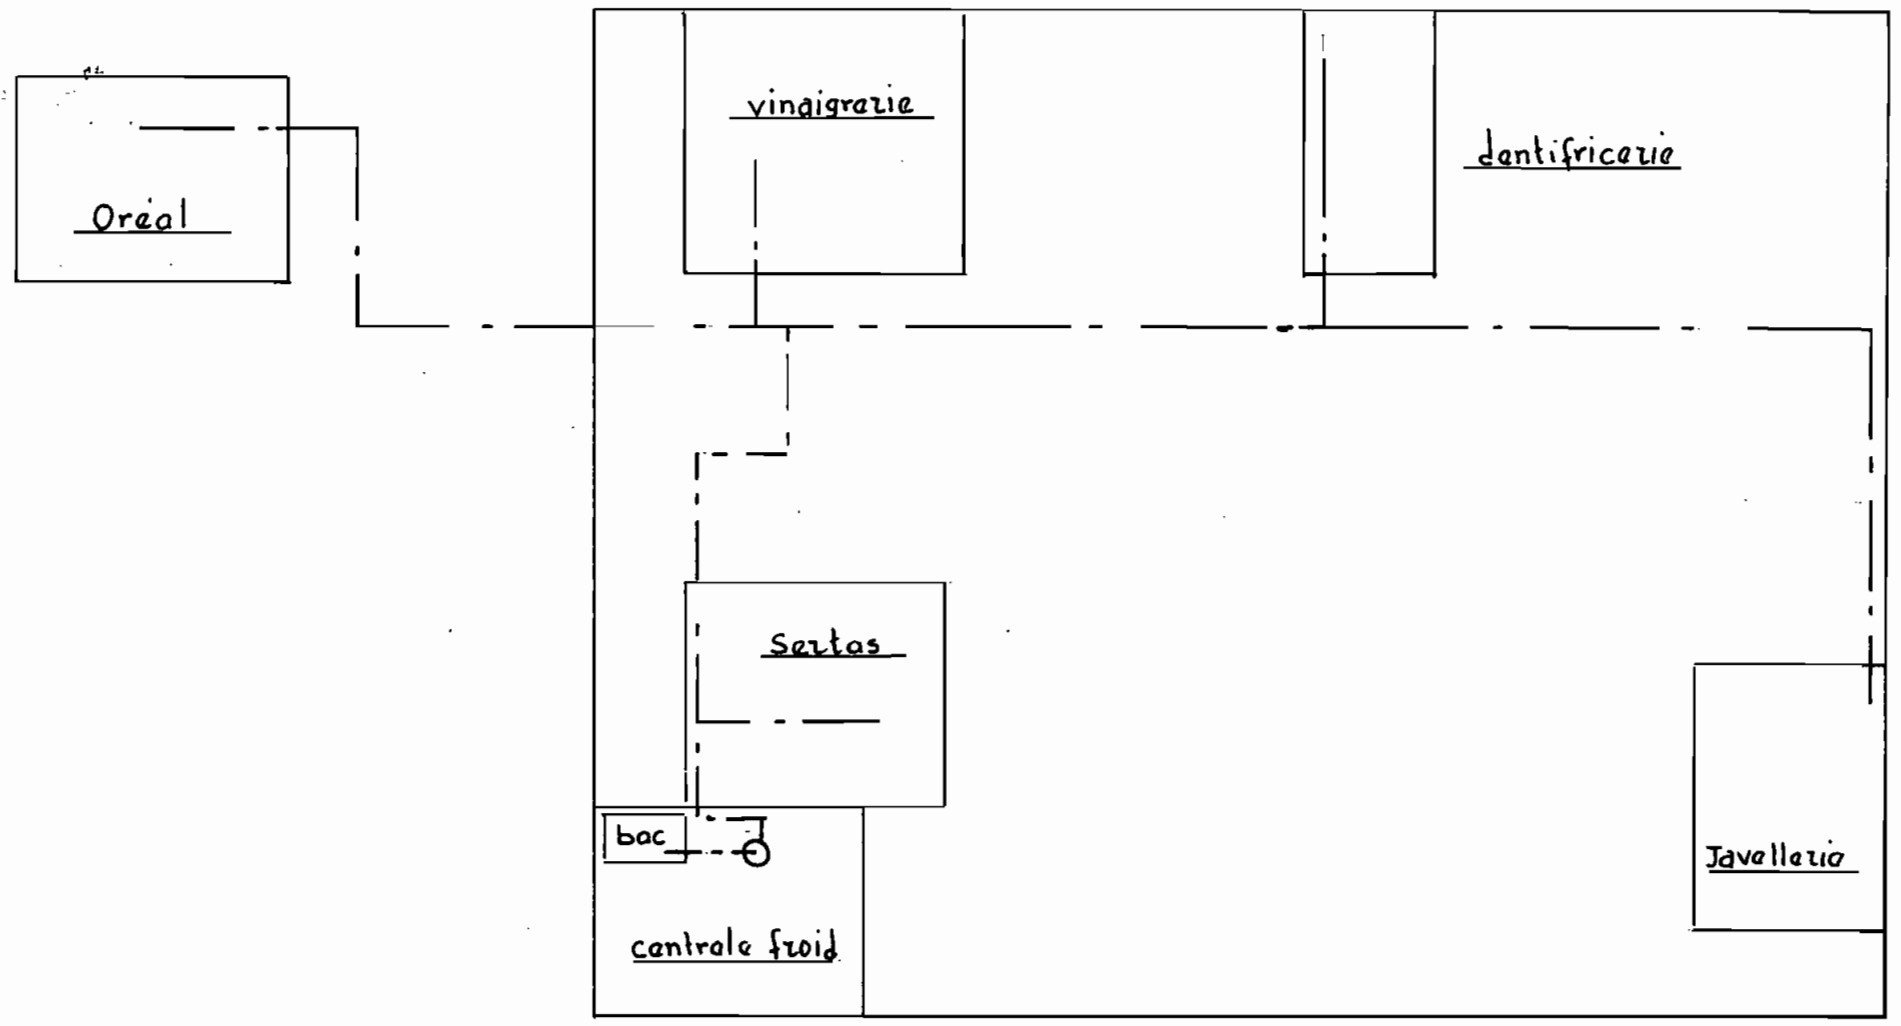 vinaigrerie
dentifricerie
Oréal
Sertas
bac
Javellerie
centrale froid